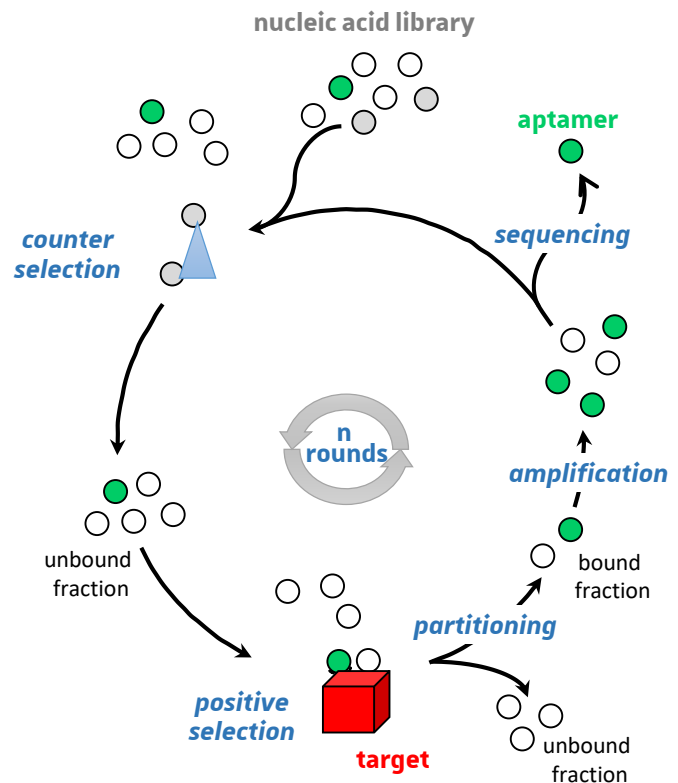 nucleic acid library
aptamer
sequencing
counter
selection
n
rounds
amplification
unbound
fraction
bound
fraction
partitioning
positive
selection
target
unbound
fraction